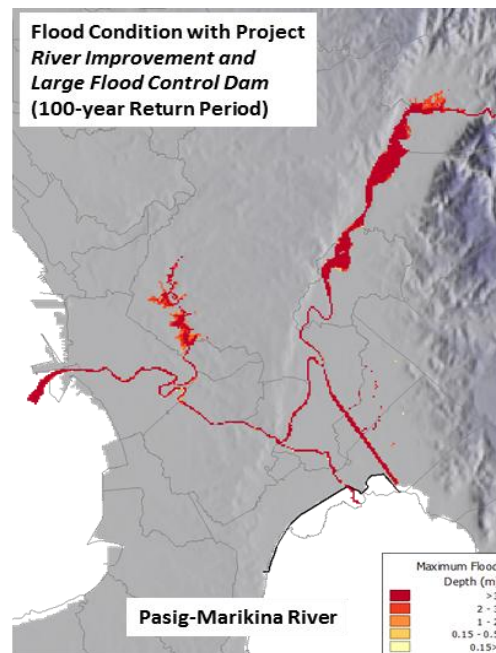 Flood Condition with Project
River Improvement and
Large Flood Control Dam
(100-year Return Period)
Pasig-Marikina River
Maximum Flood
Depth (m
2 -
1 - 2
0.15 - 0.5
0.15>